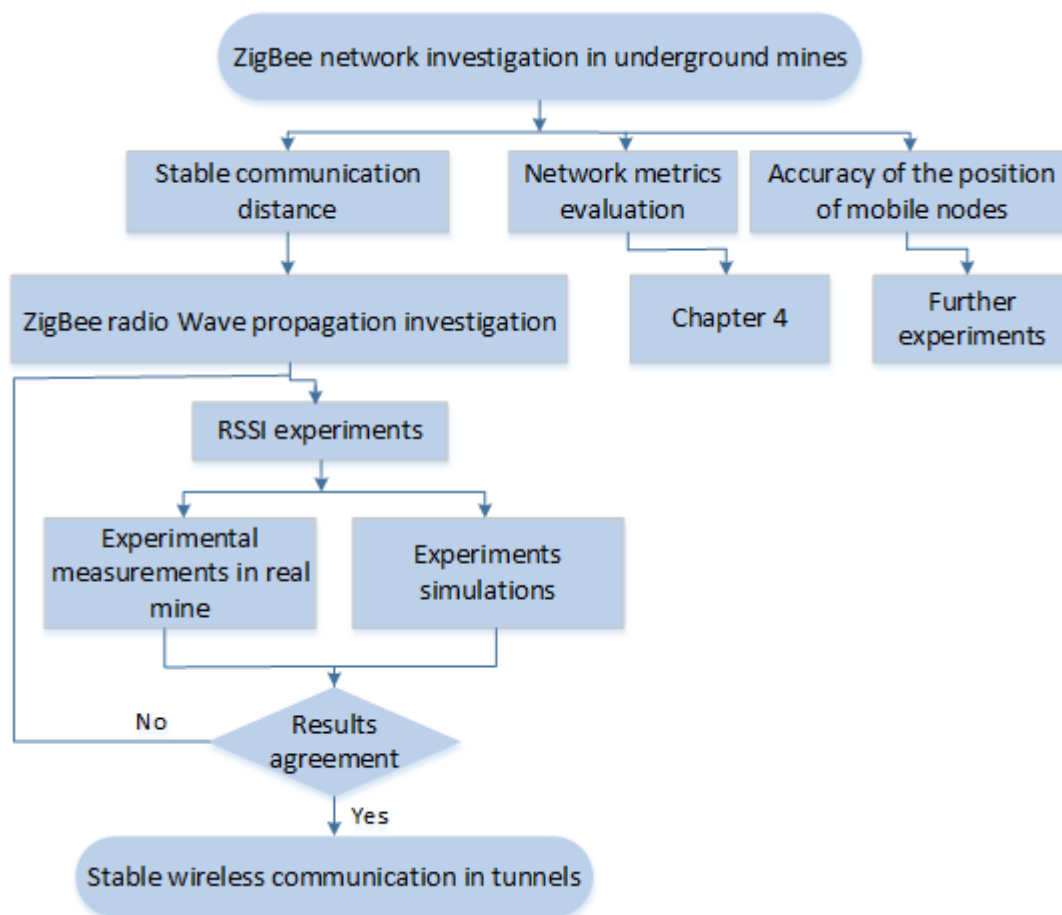 ZigBee network investigation in underground mines
Stable communication
distance
Network metrics
evaluation
Accuracy of the position
of mobile nodes
ZigBee radio Wave propagation investigation
Chapter 4
Further
experiments
RSSI experiments
Experimental
measurements in real
mine
Experiments
simulations
No
Results
agreement
Yes
Stable wireless communication in tunnels